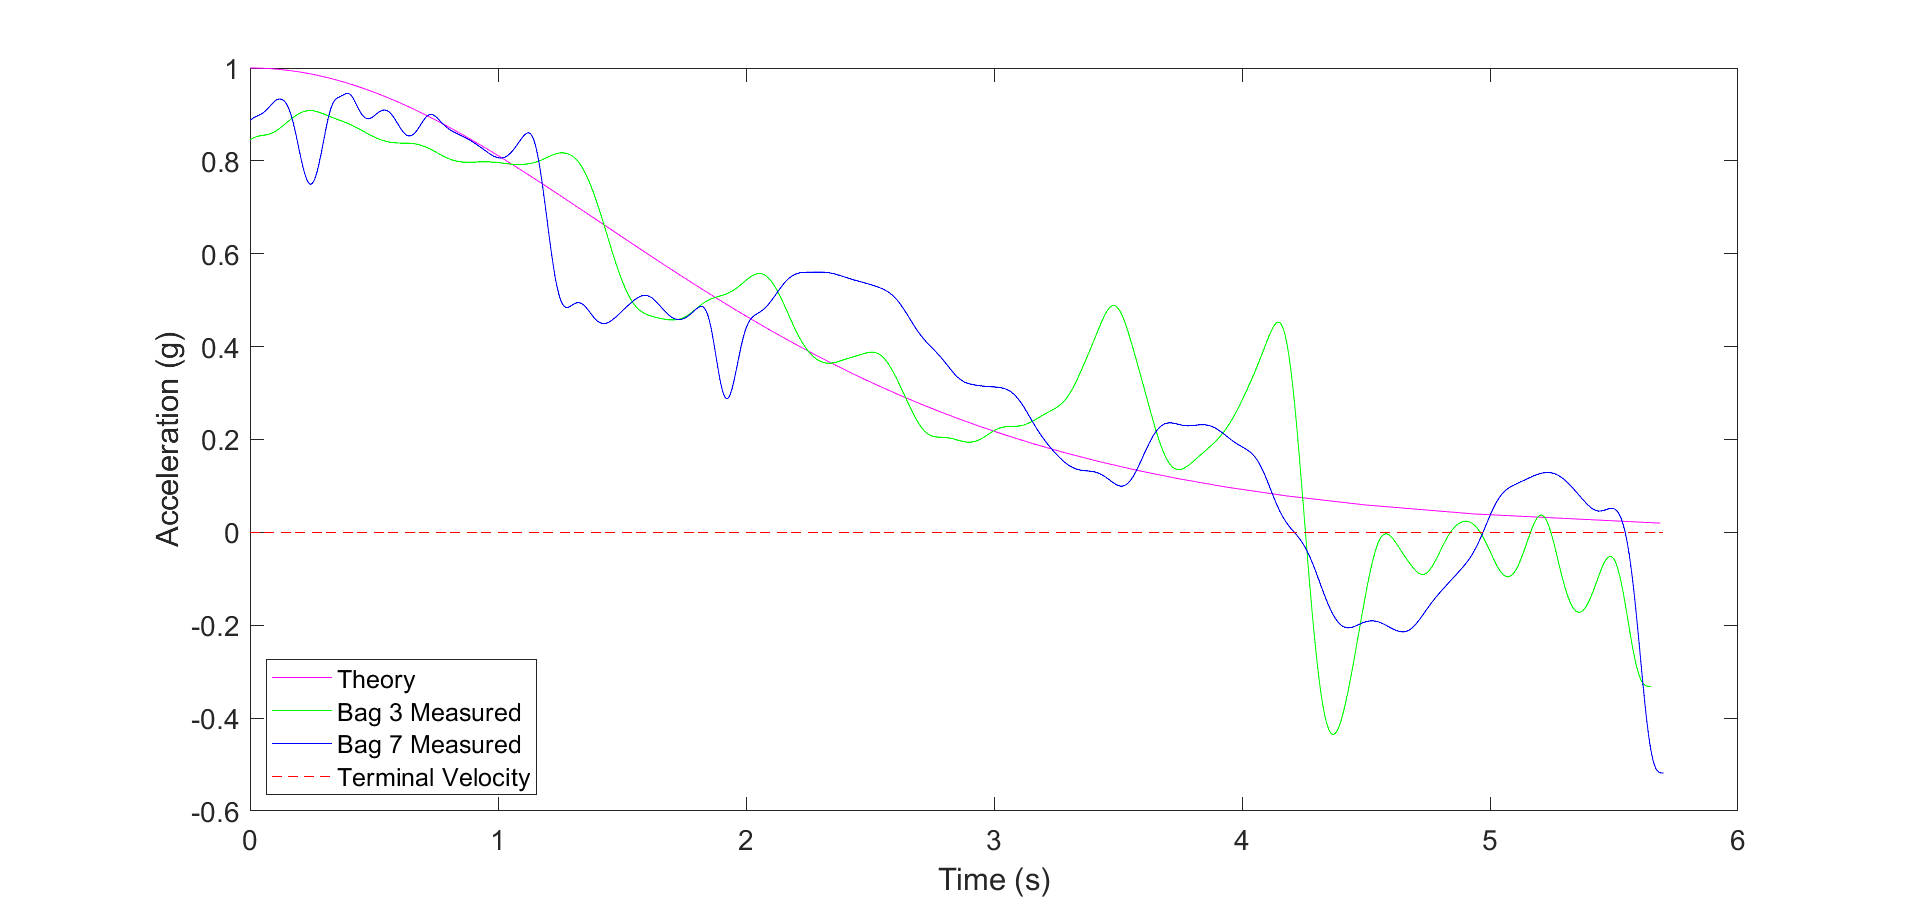 1
0.8
0.6
0.4
0.2
0
-0.2
-0.4
-0.6
Acceleration (g)
Theory
Bag 3 Measured
Bag 7 Measured
Terminal Velocity
0 1 2 3 4 5 6
Time (s)